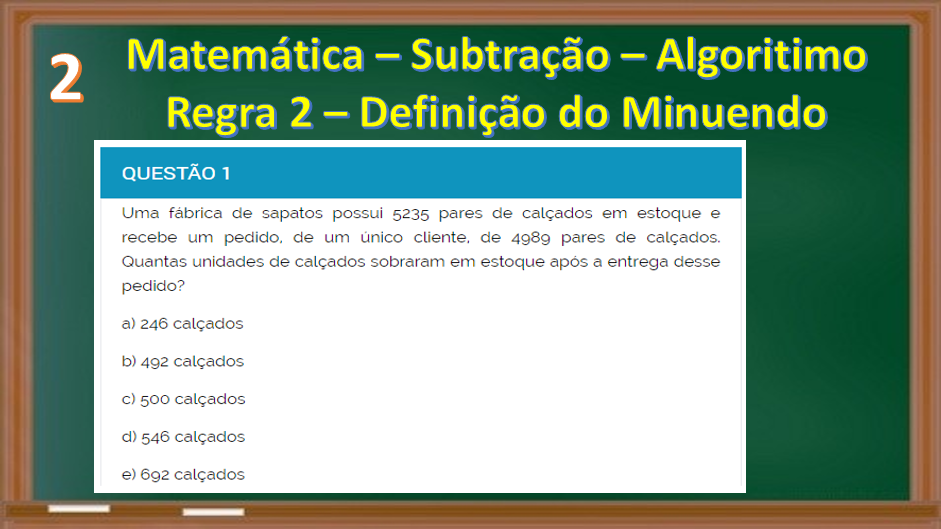 2
Matemática – Subtração – Algoritimo
Regra 2 – Definição do Minuendo
QUESTÃO 1
Uma fábrica de sapatos possui 5235 pares de calçados em estoque e
recebe um pedido, de um único cliente, de 4989 pares de calçados.
Quantas unidades de calçados sobraram em estoque após a entrega desse
pedido?
a) 246 calçados
b) 492 calçados
c) 500 calçados
d) 546 calçados
e) 692 calçados